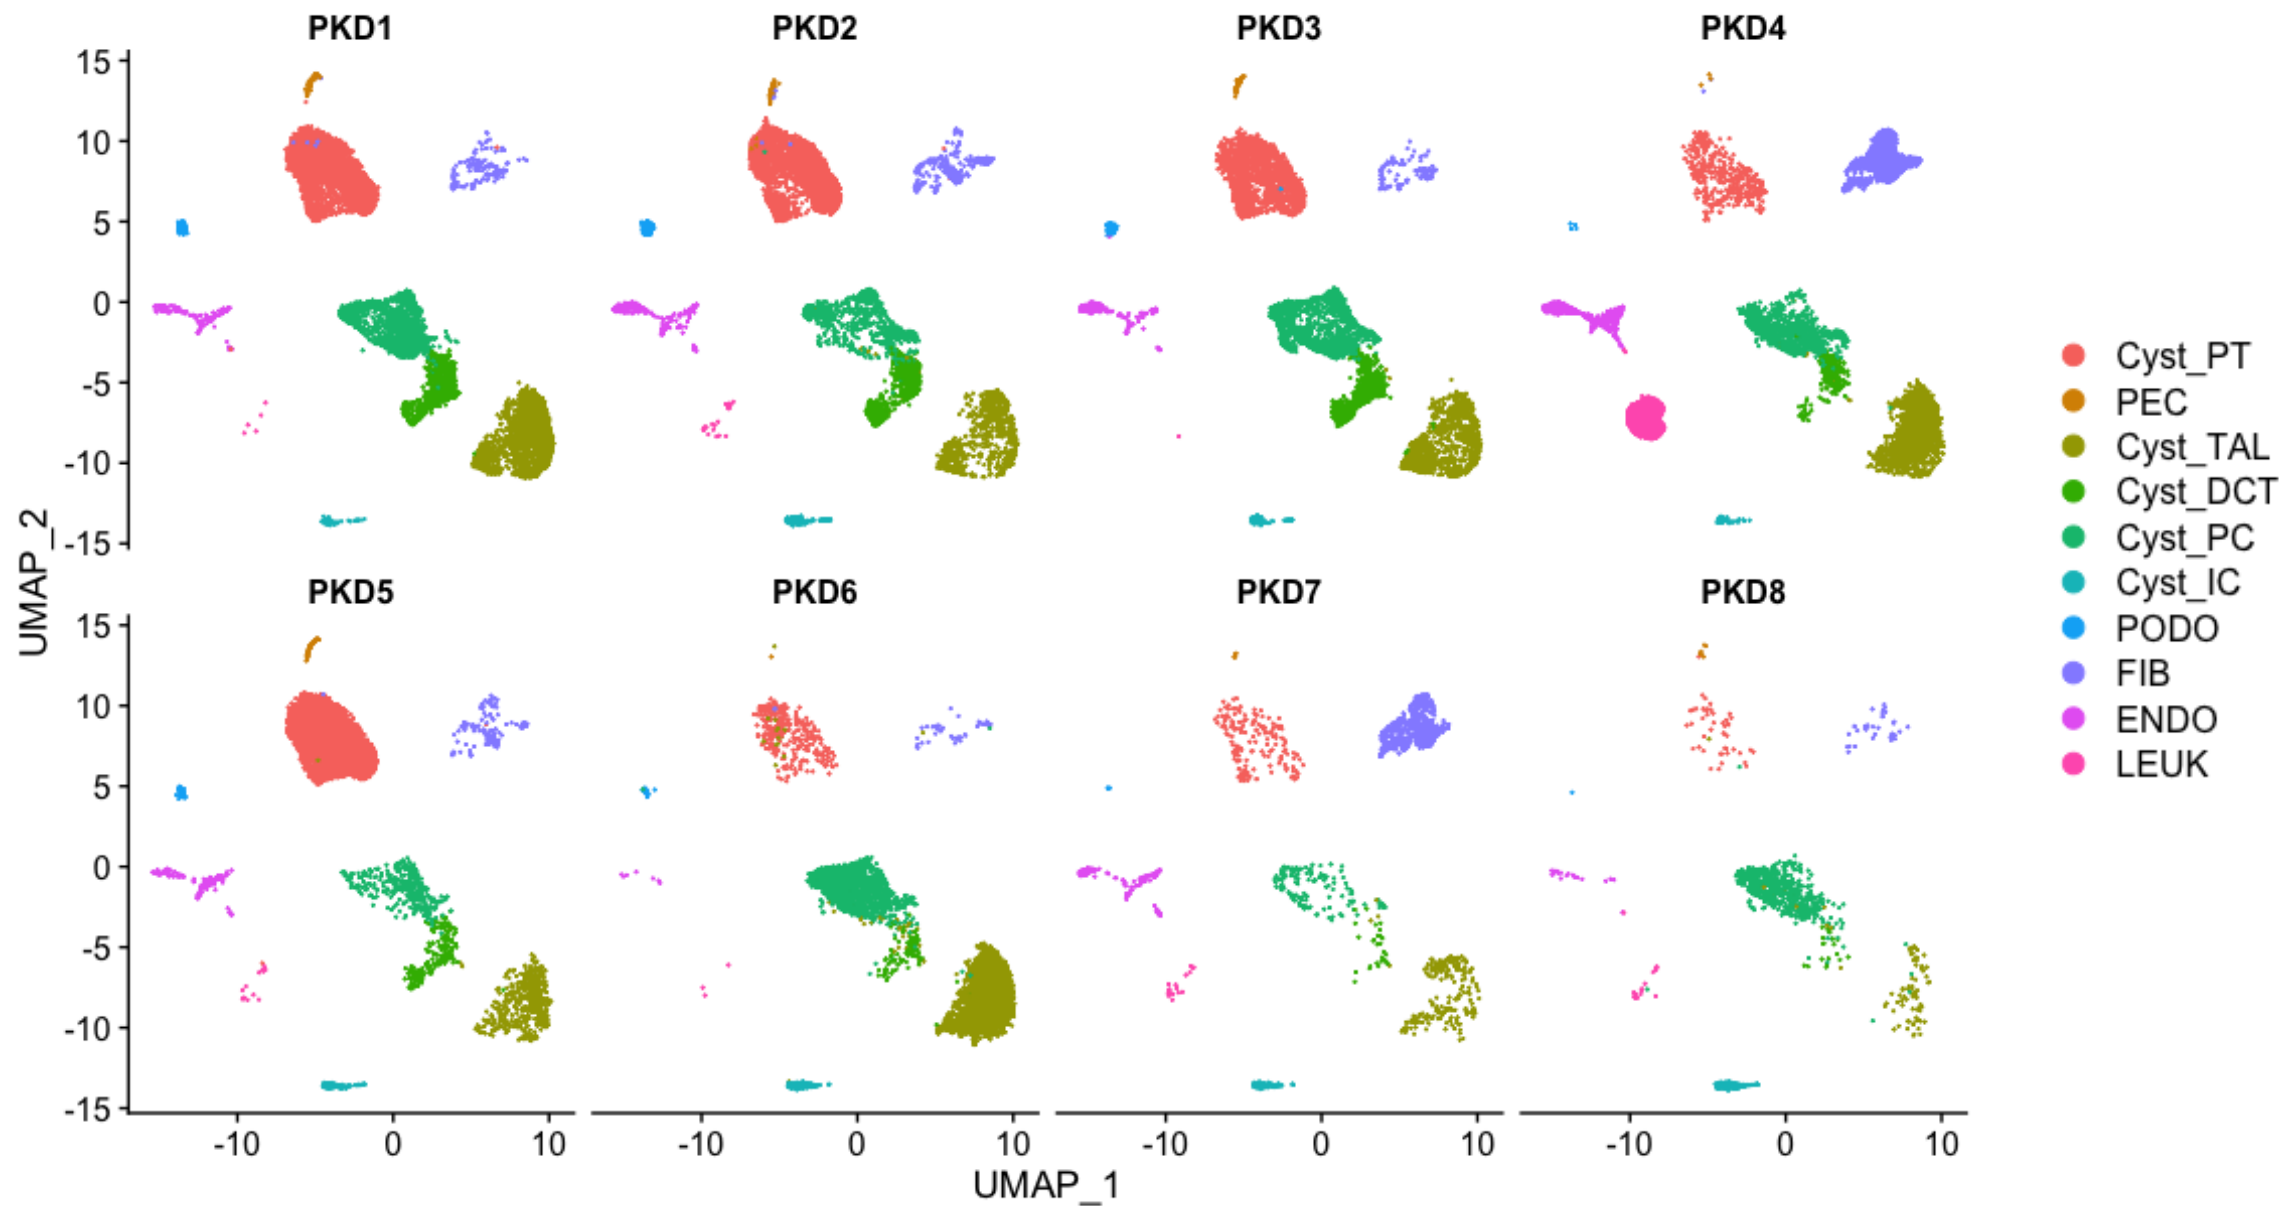 PKD1 PKD2 PKD3 PKD4
15
10
5
0
-5
-10
-15
PKD5 PKD6 PKD7 PKD8
15
10
5
0
-5
-10
-15
-10 0 10 -10 0 10 -10 0 10 -10 0 10
UMAP_1
UMAP_2
Cyst_PT
PEC
Cyst_TAL
Cyst_DCT
Cyst_PC
Cyst_IC
PODO
FIB
ENDO
LEUK